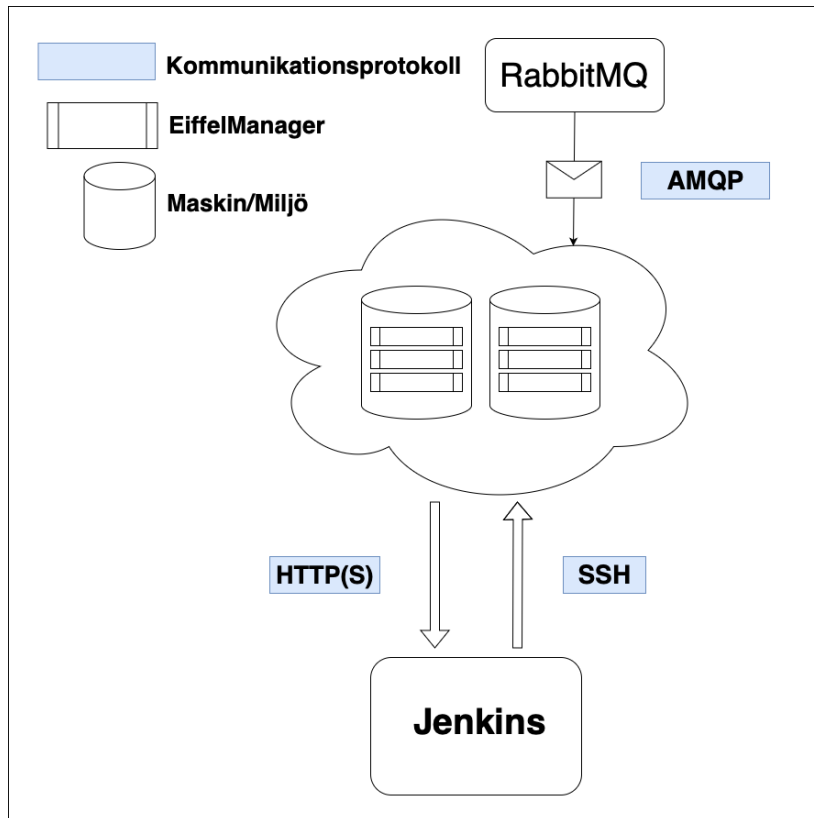 Kommunikationsprotokoll
RabbitMQ
EiffelManager
AMQP
Maskin/Miljö
HTTP(S)
SSH
Jenkins